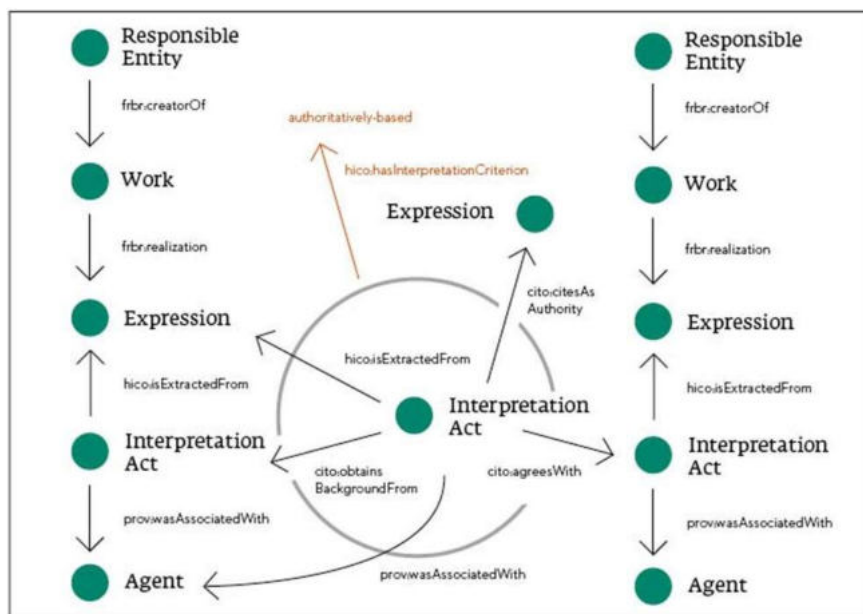 Responsible
Entity
frbr:creatorOf
Work
frbr:realization
Expression
hico:isExtractedFrom
Interpretation
Act
prov:wasAssociatedWith
Agent
authoritatively-based
hico:hasInterpretationCriterion
Expression
cito:citesAs
Authority
hico:isExtractedFrom
Interpretation
Act
cito:obtains
BackgroundFrom
cito:agreesWith
prov:wasAssociatedWith
Responsible
Entity
frbr:creatorOf
Work
frbr:realization
Expression
hico:isExtractedFrom
Interpretation
Act
prov:wasAssociatedWith
Agent